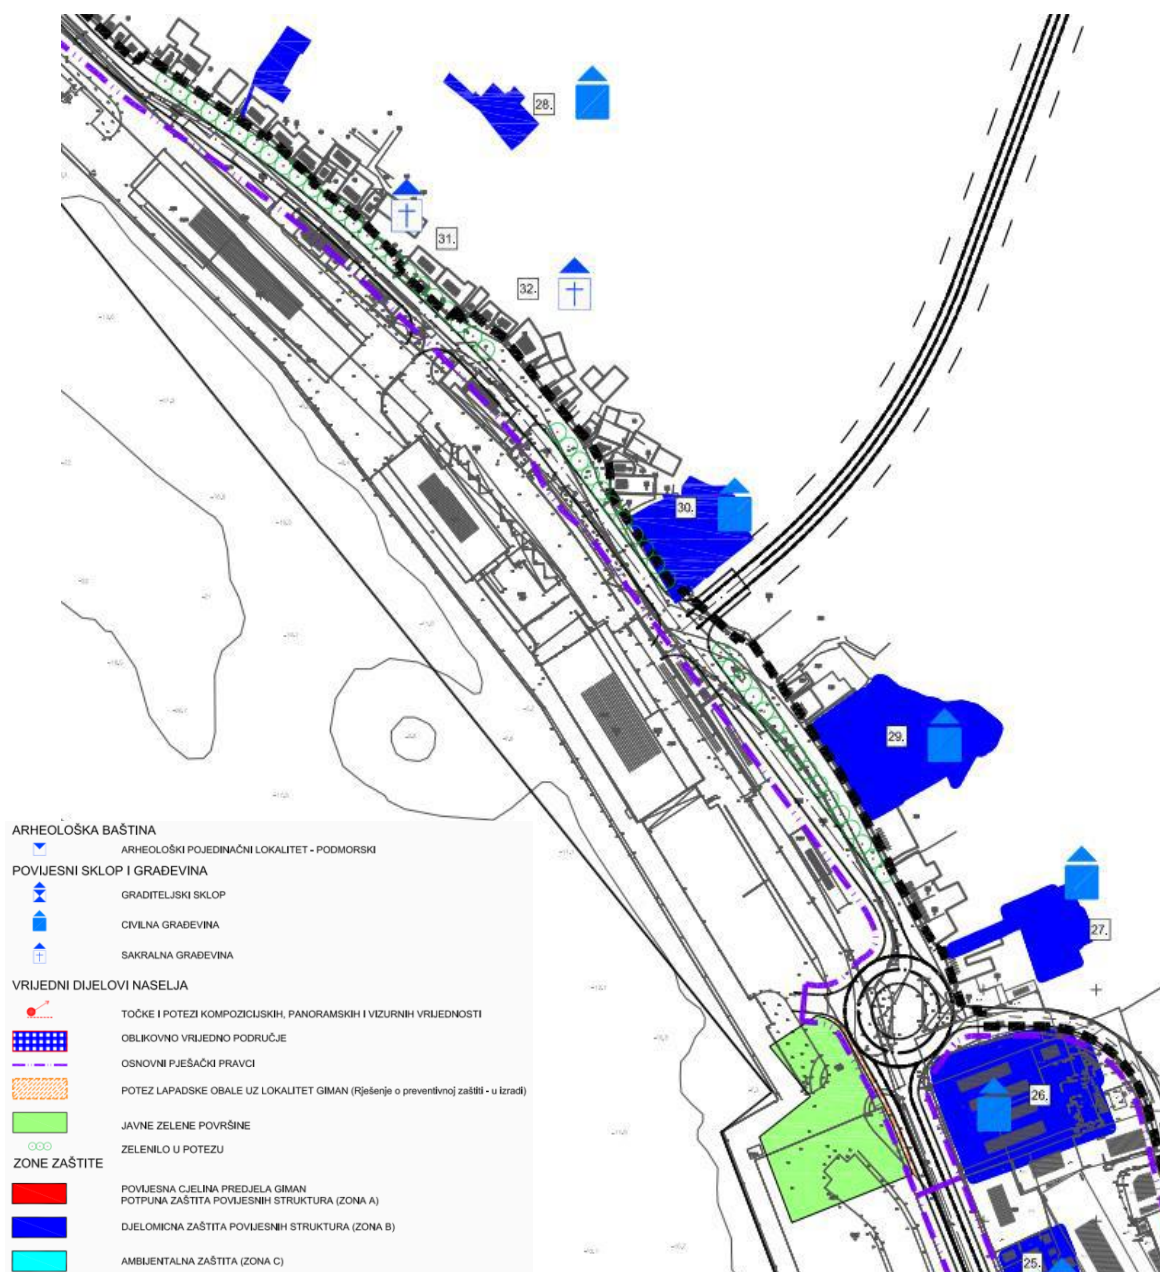 28.
31.
32.
30.
29.
27.
26.
25.
ARHEOLOŠKA BAŠTINA
ARHEOLOŠKI POJEDINAČNI LOKALITET - PODMORSKI
POVIJESNI SKLOP I GRAĐEVINA
GRADITELJSKI SKLOP
CIVILNA GRAĐEVINA
SAKRALNA GRAĐEVINA
VRIJEDNI DIJELOVI NASELJA
TOČKE I POTEZI KOMPOZICIJSKIH, PANORAMSKIH I VIZURNIH VRIJEDNOSTI
OBLIKOVNO VRIJEDNO PODRUČJE
OSNOVNI PJEŠAČKI PRAVCI
POTEZ LAPADSKE OBALE UZ LOKALITET GIMAN (Rješenje o preventivnoj zaštiti - u izradi)
JAVNE ZELENE POVRŠINE
ZELENILO U POTEZU
ZONE ZAŠTITE
POVIJESNA CJELINA PREDJELA GIMAN
POTPUNA ZAŠTITA POVIJESNIH STRUKTURA (ZONA A)
DJELOMICNA ZAŠTITA POVIJESNIH STRUKTURA (ZONA B)
AMBIJENTALNA ZAŠTITA (ZONA C)